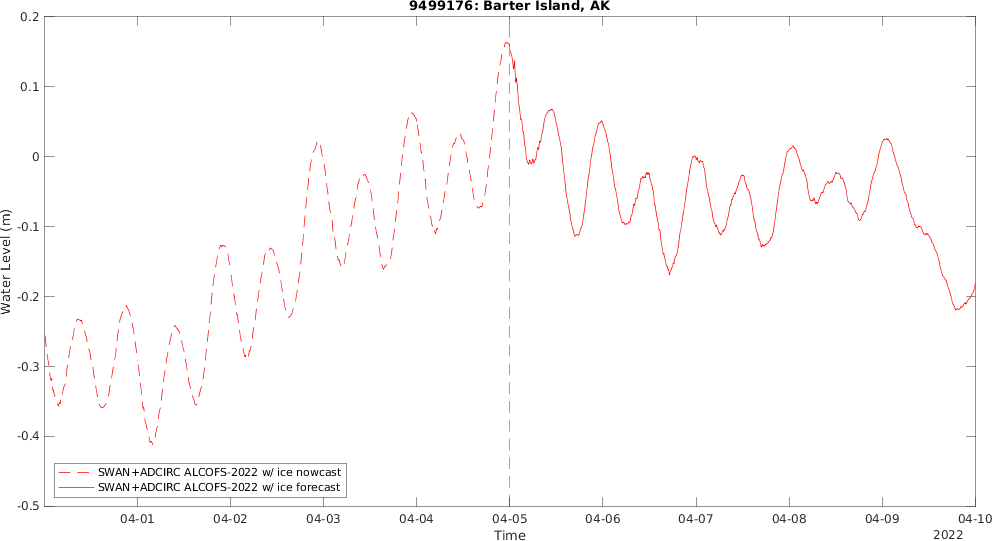 9499176: Barter Island, AK
Water Level (m)
0.2
0.1
0
-0.1
-0.2
-0.3
-0.4
-0.5
SWAN+ADCIRC ALCOFS-2022 w/ ice nowcast
SWAN+ADCIRC ALCOFS-2022 w/ ice forecast
04-01 04-02 04-03 04-04 04-05 04-06 04-07 04-08 04-09 04-10
Time
2022